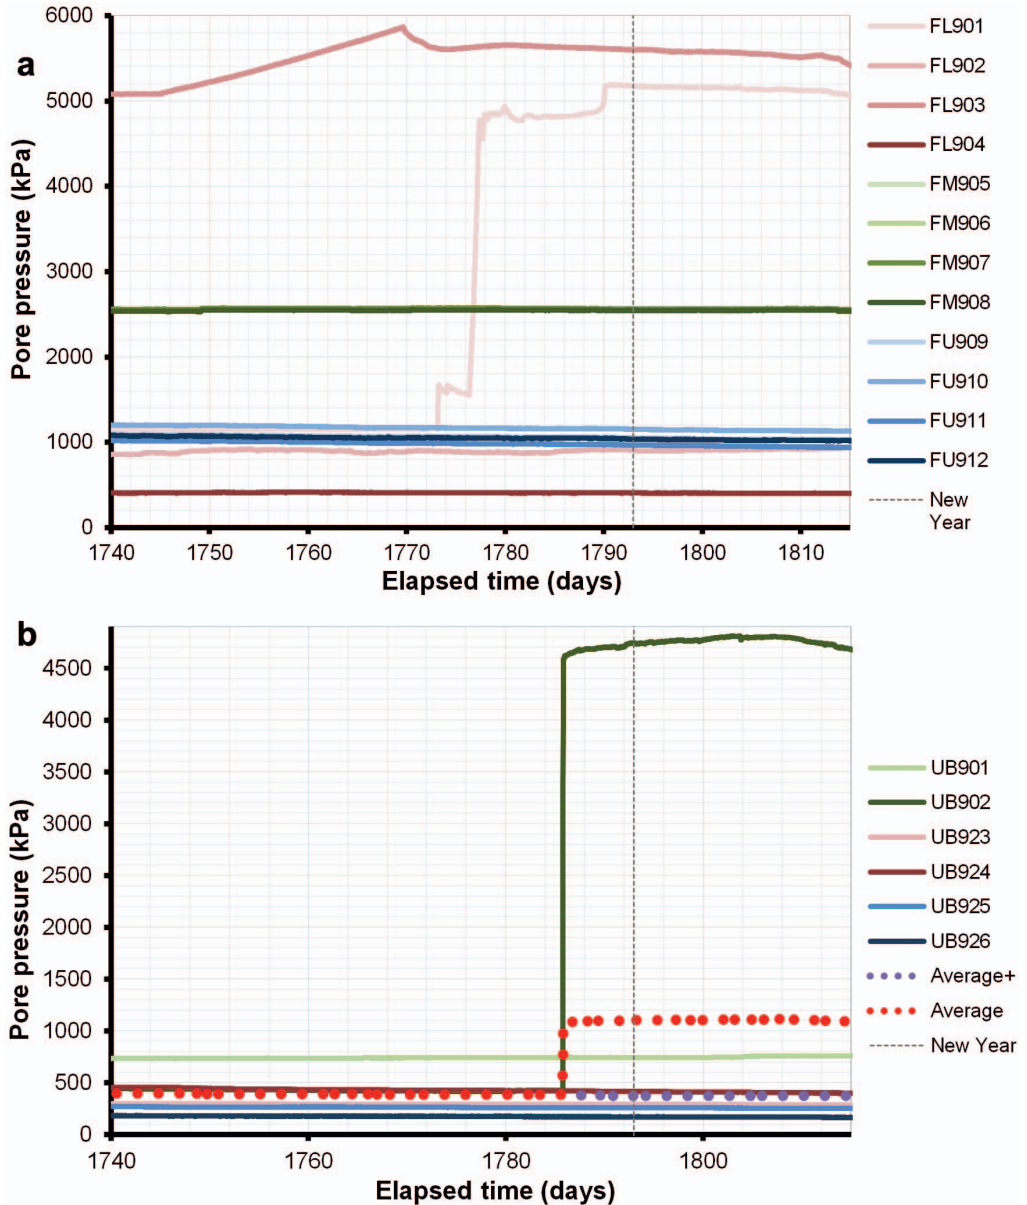 a
6000
5000
4000
3000
2000
1000
0
Pore pressure (kPa)
1740 1750 1760 1770 1780 1790 1800 1810
Elapsed time (days)
FL901
FL902
FL903
FL904
FM905
FM906
FM907
FM908
FU909
FU910
FU911
FU912
New
Year
b
4500
4000
3500
3000
2500
2000
1500
1000
500
0
Pore pressure (kPa)
1740 1760 1780 1800
Elapsed time (days)
UB901
UB902
UB923
UB924
UB925
UB926
Average+
Average
New Year